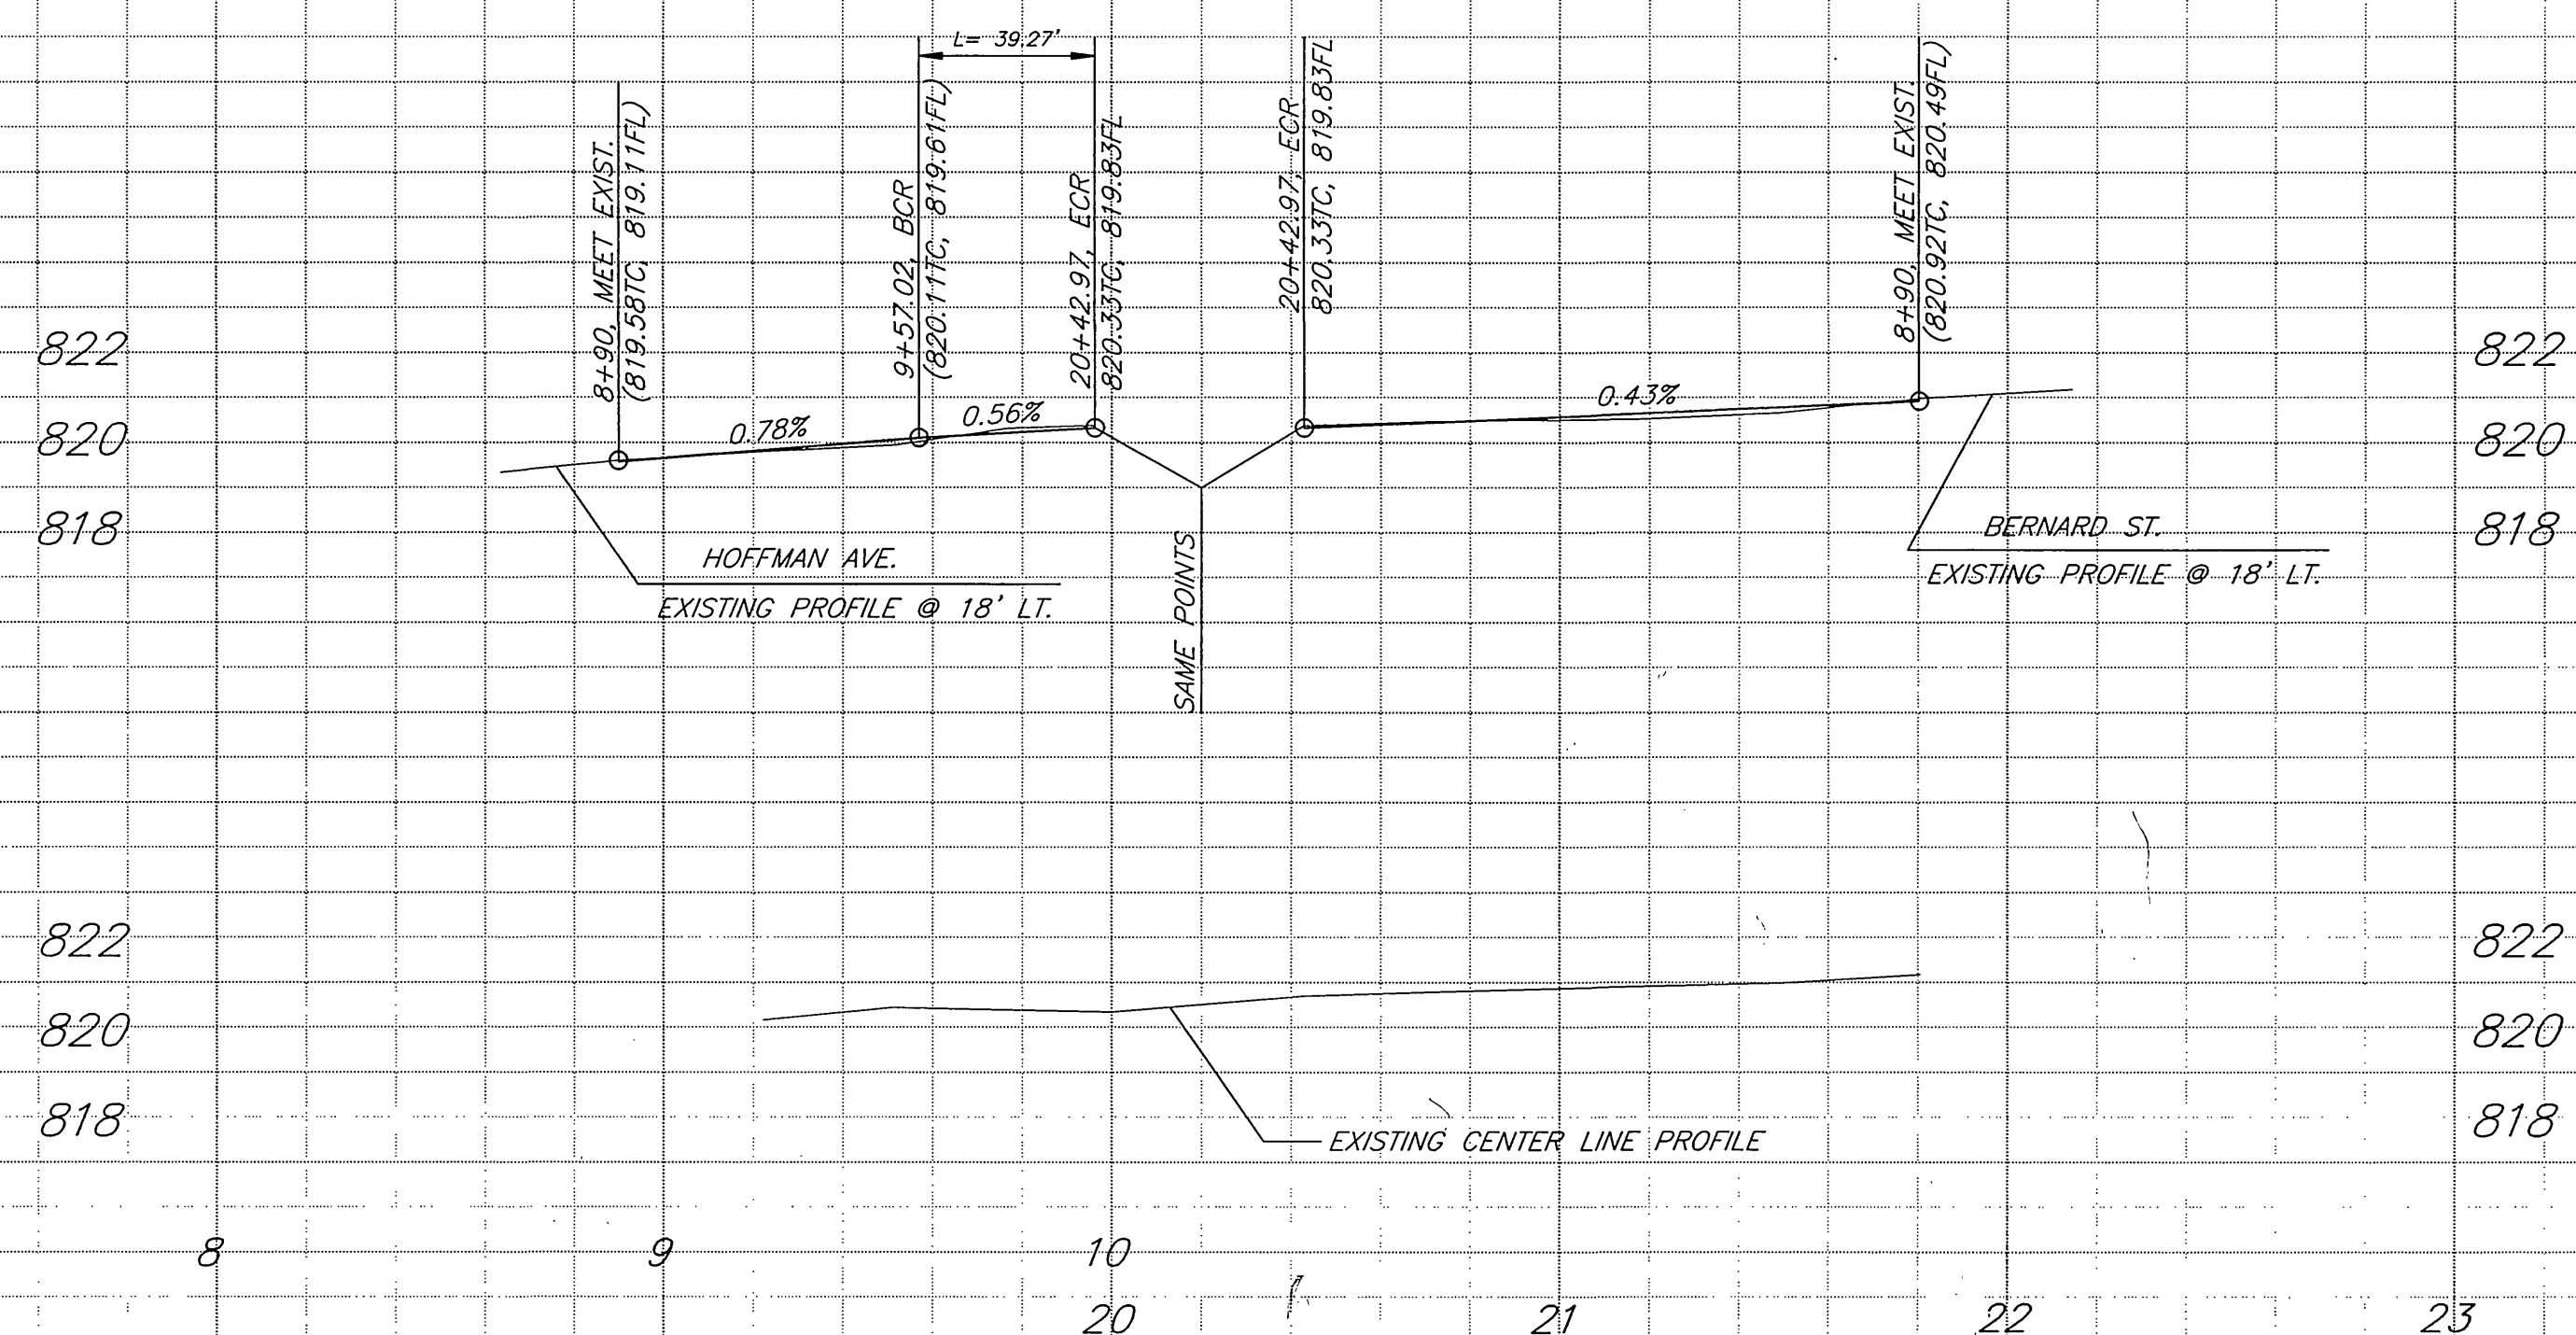 L= 39.27'
8+90, MEET EXIST.
(819.58TC, 819.11FL)
9+57.02, BCR
(820.11TC, 819.61FL)
20+42.97, ECR
820.33TC, 819.83FL
20+42.97, ECR
820.33TC, 819.83FL
8+90, MEET EXIST.
(820.92TC, 820.49FL)
822
822
0.78%
0.56%
0.43%
820
820
818
818
HOFFMAN AVE.
EXISTING PROFILE @ 18' LT.
SAME POINTS
BERNARD ST.
EXISTING PROFILE @ 18' LT.
822
822
820
820
818
818
EXISTING CENTER LINE PROFILE
8
9
10
20
21
22
23